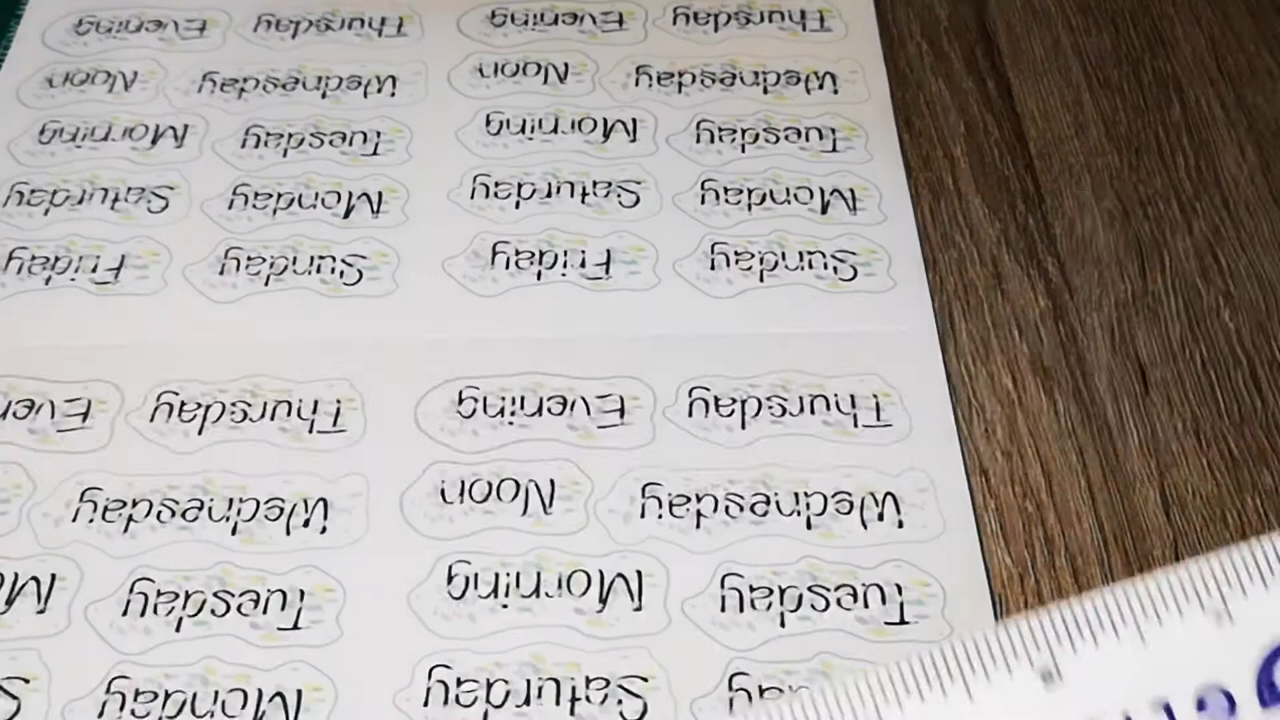 Saturday Monday
Tuesday Morning Tuesday
Wednesday Noon Wednesday
Thursday Evening Thursday
Sunday Friday Sunday Friday
Monday Saturday Monday Saturday
Tuesday Morning Tuesday Morning
Wednesday Noon Wednesday Noon
Thursday Evening Thursday Evening